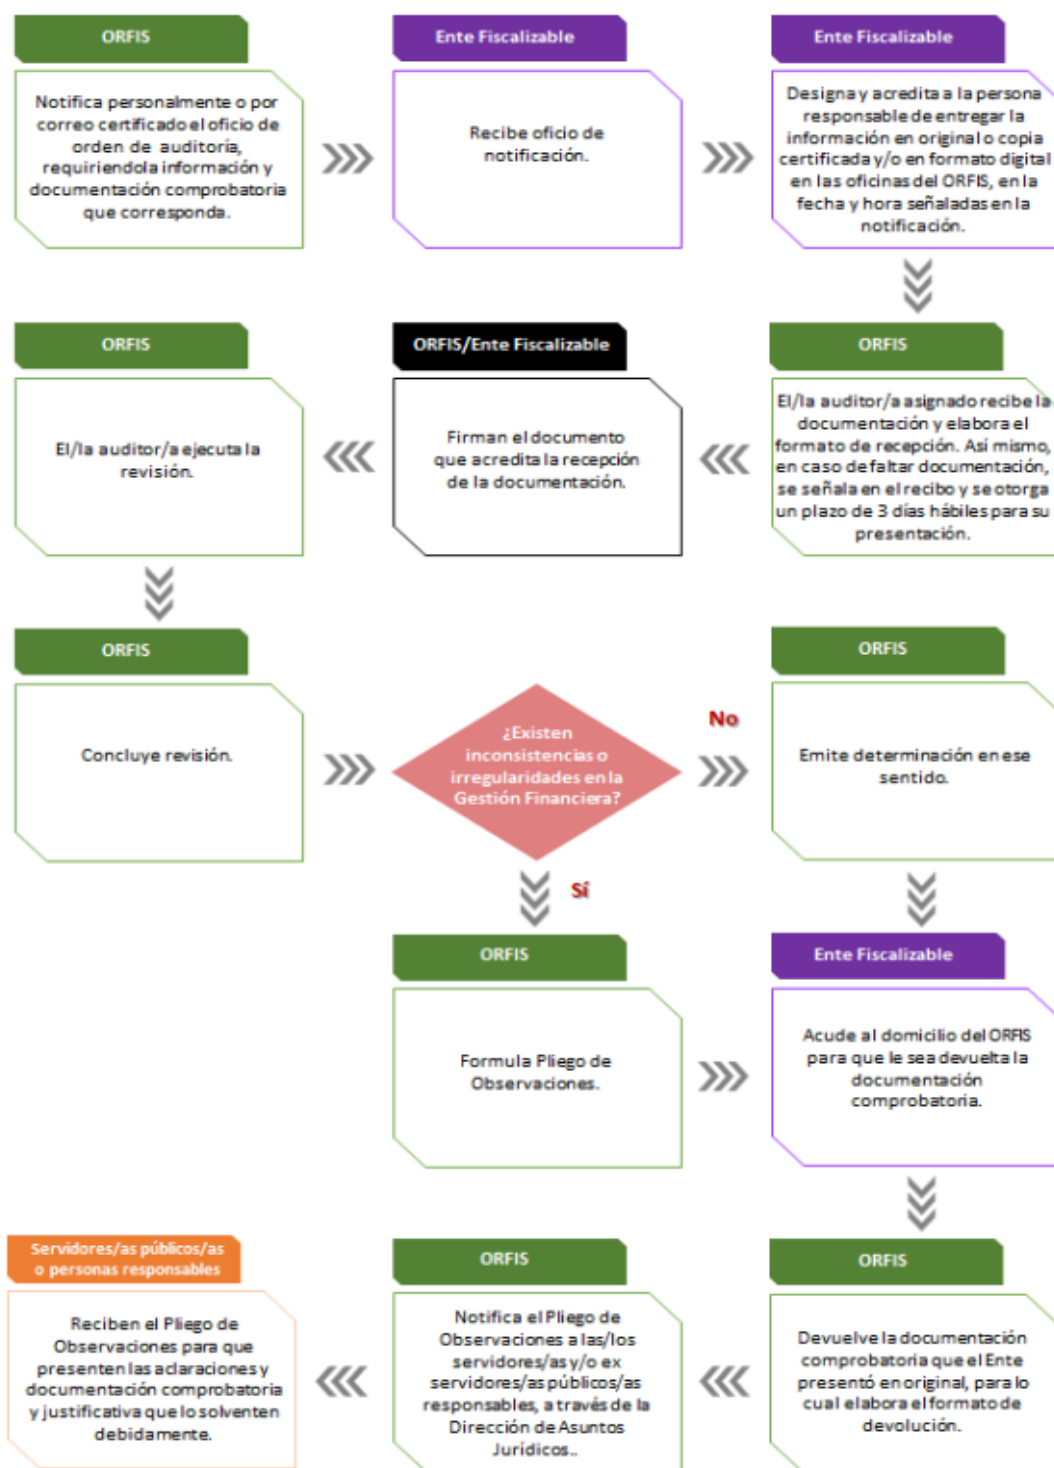 ORFIS
Notifica personalmente o por
correo certificado el oficio de
orden de auditoría,
requiriendola información y
documentación comprobatoria
que corresponda.
Ente Fiscalizable
Recibe oficio de
notificación.
Ente Fiscalizable
Designa y acredita a la persona
responsable de entregar la
información en original o copia
certificada y/o en formato digital
en las oficinas del ORFIS, en la
fecha y hora señaladas en la
notificación.
ORFIS
El/la auditor/a asignado recibe la
documentación y elabora el
formato de recepción. Así mismo,
en caso de faltar documentación,
se señala en el recibo y se otorga
un plazo de 3 días hábiles para su
presentación.
ORFIS/Ente Fiscalizable
Firman el documento
que acredita la recepción
de la documentación.
ORFIS
El/la auditor/a ejecuta la
revisión.
ORFIS
Concluye revisión.
¿Existen
inconsistencias o
irregularidades en la
Gestión Financiera?
No
ORFIS
Emite determinación en ese
sentido.
Sí
ORFIS
Formula Pliego de
Observaciones.
Ente Fiscalizable
Acude al domicilio del ORFIS
para que le sea devuelta la
documentación
comprobatoria.
ORFIS
Devuelve la documentación
comprobatoria que el Ente
presentó en original, para lo
cual elabora el formato de
devolución.
ORFIS
Notifica el Pliego de
Observaciones a las/los
servidores/as y/o ex
servidores/as públicos/as
responsables, a través de la
Dirección de Asuntos
Jurídicos..
Servidores/as públicos/as
o personas responsables
Reciben el Pliego de
Observaciones para que
presenten las aclaraciones y
documentación comprobatoria
y justificativa que lo solventen
debidamente.